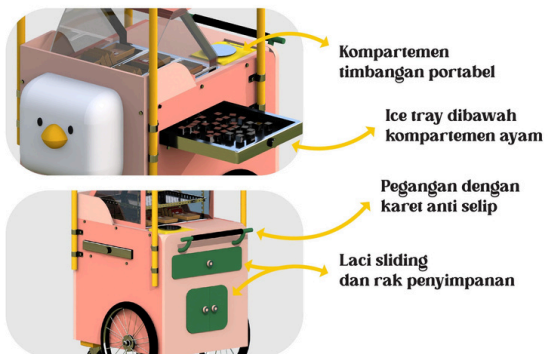 Kompartemen
timbangan portabel
Ice tray dibawah
kompartemen ayam
Pegangan dengan
karet anti selip
Laci sliding
dan rak penyimpanan